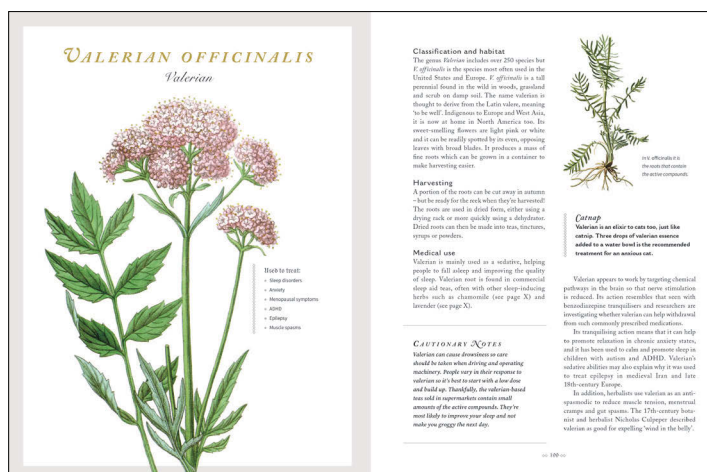 VALERIAN OFFICINALIS
Valerian
Used to treat:
Sleep disorders
Anxiety
Menopausal symptoms
ADHD
Epilepsy
Muscle spasms
Classification and habitat
The genus Valerian includes over 250 species but
V. officinalis is the species most often used in the
United States and Europe. V. officinalis is a tall
perennial found in the wild in woods, grassland
and scrub on damp soil. The name valerian is
thought to derive from the Latin valere, meaning
‘to be well’. Indigenous to Europe and West Asia,
it is now at home in North America too. Its
sweet-smelling flowers are light pink or white
and it can be readily spotted by its even, opposing
leaves with broad blades. It produces a mass of
fine roots which can be grown in a container to
make harvesting easier.
Harvesting
A portion of the roots can be cut away in autumn
– but be ready for the reek when they’re harvested!
The roots are used in dried form, either using a
drying rack or more quickly using a dehydrator.
Dried roots can then be made into teas, tinctures,
syrups or powders.
Medical use
Valerian is mainly used as a sedative, helping
people to fall asleep and improving the quality
of sleep. Valerian root is found in commercial
sleep aid teas, often with other sleep-inducing
herbs such as chamomile (see page X) and
lavender (see page X).
CAUTIONARY NOTES
Valerian can cause drowsiness so care
should be taken when driving and operating
machinery. People vary in their response to
valerian so it’s best to start with a low dose
and build up. Thankfully, the valerian-based
teas sold in supermarkets contain small
amounts of the active compounds. They’re
most likely to improve your sleep and not
make you groggy the next day.
In V. officinalis it is
the roots that contain
the active compounds.
Catnap
Valerian is an elixir to cats too, just like
catnip. Three drops of valerian essence
added to a water bowl is the recommended
treatment for an anxious cat.
Valerian appears to work by targeting chemical
pathways in the brain so that nerve stimulation
is reduced. Its action resembles that seen with
benzodiazepine tranquilisers and researchers are
investigating whether valerian can help withdrawal
from such commonly prescribed medications.
Its tranquilising action means that it can help
to promote relaxation in chronic anxiety states,
and it has been used to calm and promote sleep in
children with autism and ADHD. Valerian’s
sedative abilities may also explain why it was used
to treat epilepsy in medieval Iran and late
18th-century Europe.
In addition, herbalists use valerian as an anti-
spasmodic to reduce muscle tension, menstrual
cramps and gut spasms. The 17th-century bota-
nist and herbalist Nicholas Culpeper described
valerian as good for expelling ‘wind in the belly’.
100